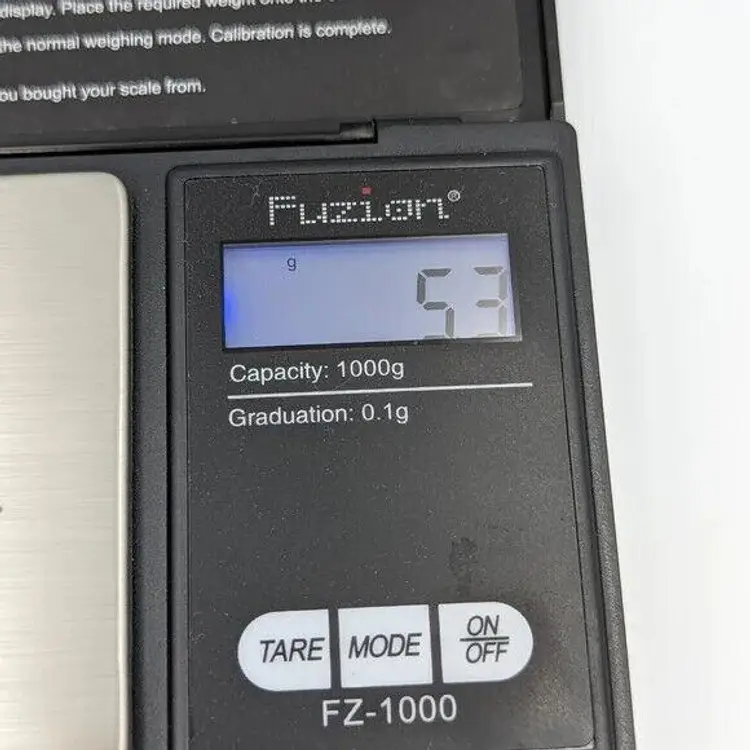 display. Place the required weight onto the
the normal weighing mode. Calibration is complete.
ou bought your scale from.
Fuzion®
g
53
Capacity: 1000g
Graduation: 0.1g
TARE
MODE
ON
OFF
FZ-1000